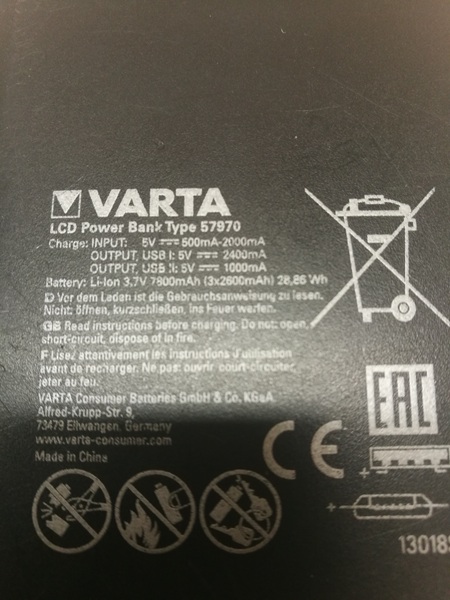 VARTA
LCD Power Bank Type 57970
Charge: INPUT: 5V ⎓ 500mA-2000mA
OUTPUT, USB I: 5V ⎓ 2400mA
OUTPUT, USB II: 5V ⎓ 1000mA
Battery: Li-Ion 3,7V 7800mAh (3x2600mAh) 28,86 Wh
D Vor dem Laden ist die Gebrauchsanweisung zu lesen.
Nicht öffnen, kurzschließen, ins Feuer werfen.
GB Read instructions before charging. Do not: open,
short-circuit, dispose of in fire.
F Lisez attentivement les instructions d'utilisation
avant de recharger. Ne pas: ouvrir, court-circuiter,
jeter au feu.
VARTA Consumer Batteries GmbH & Co. KGaA
Alfred-Krupp-Str. 9,
73479 Ellwangen, Germany
www.varta-consumer.com
Made in China
CE
EAC
+
+ -
13018